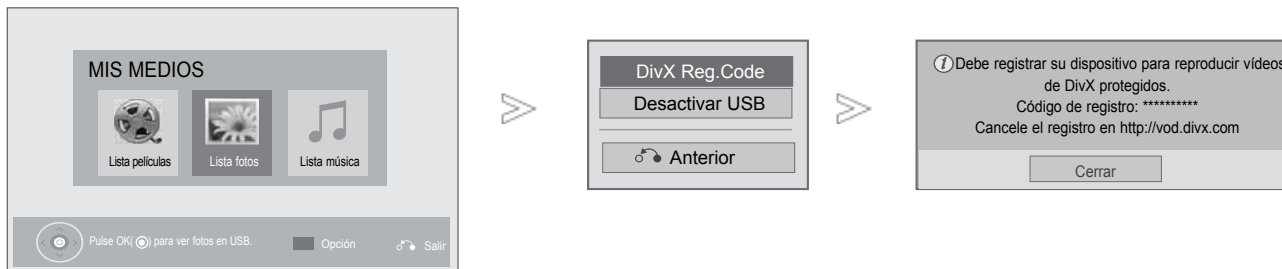 MIS MEDIOS
Lista películas
Lista fotos
Lista música
Pulse OK( ) para ver fotos en USB.
Opción
Salir
DivX Reg.Code
Desactivar USB
Anterior
Debe registrar su dispositivo para reproducir vídeos
de DivX protegidos.
Código de registro: **********
Cancele el registro en http://vod.divx.com
Cerrar